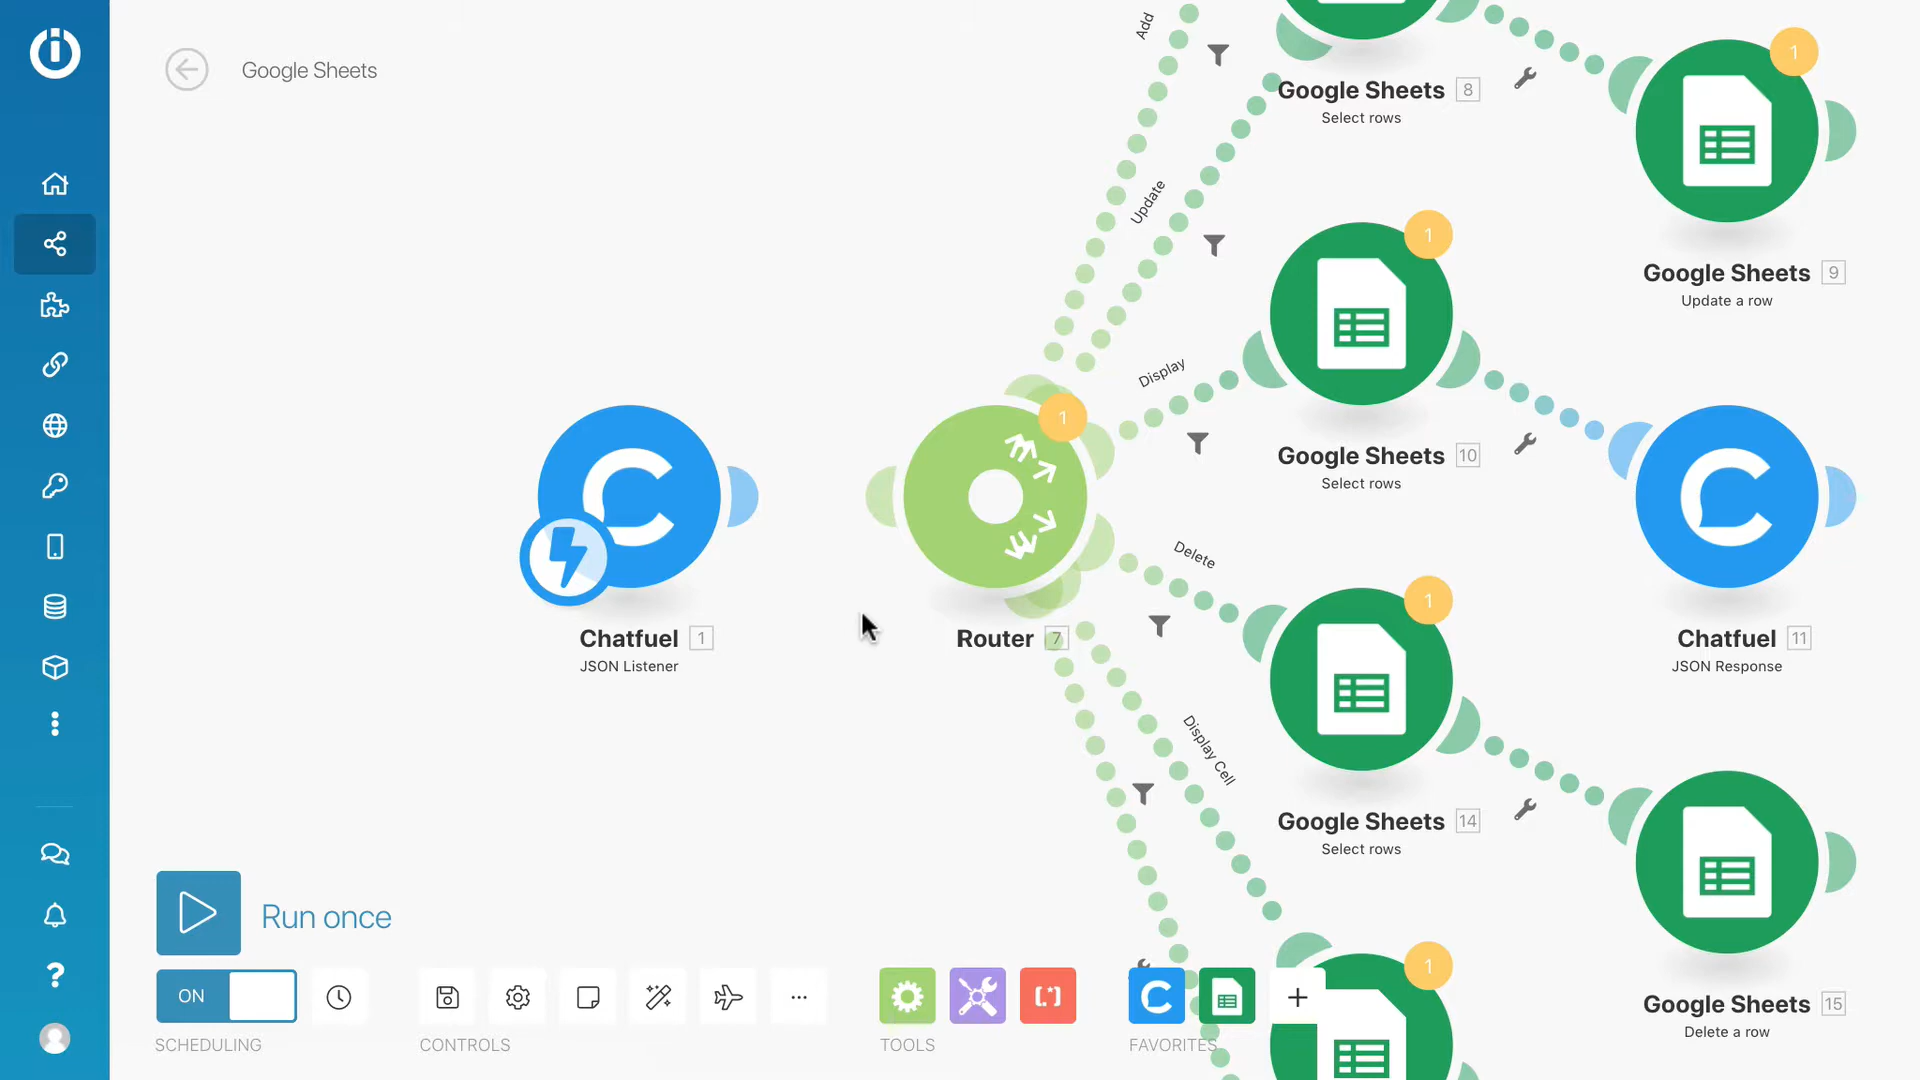 Google Sheets
Add
Google Sheets 8
Select rows
1
Google Sheets 9
Update a row
Update
1
Google Sheets 10
Select rows
Display
1
Chatfuel 1
JSON Listener
Router 7
Delete
1
Google Sheets 14
Select rows
Chatfuel 11
JSON Response
Display Cell
1
Google Sheets 15
Delete a row
Run once
ON
SCHEDULING
CONTROLS
TOOLS
FAVORITES